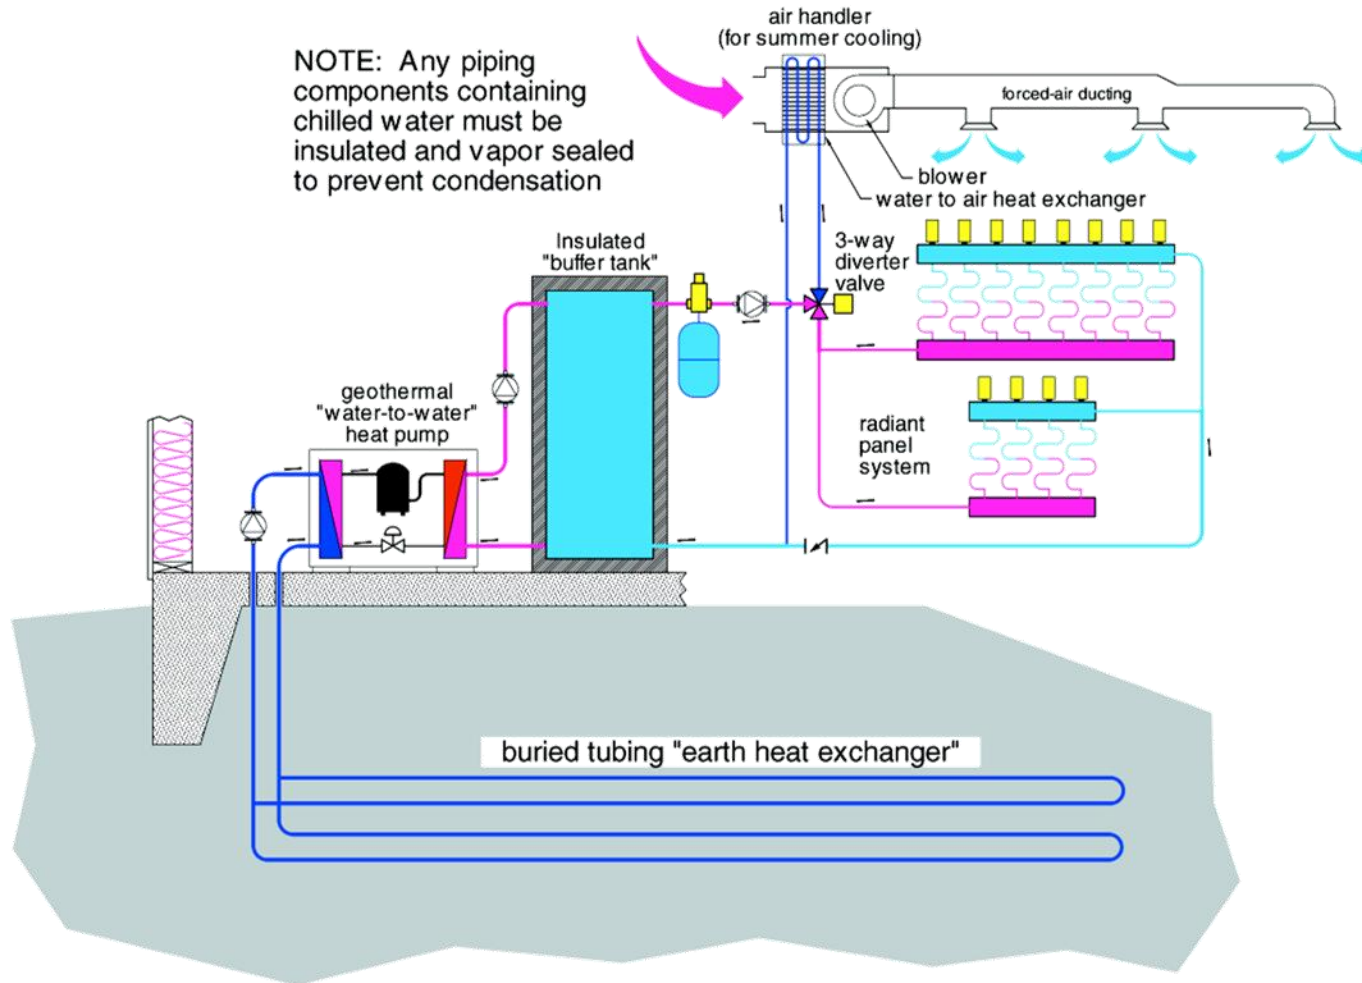 air handler
(for summer cooling)
NOTE: Any piping
components containing
chilled water must be
insulated and vapor sealed
to prevent condensation
forced-air ducting
blower
water to air heat exchanger
Insulated
"buffer tank"
3-way
diverter
valve
geothermal
"water-to-water"
heat pump
radiant
panel
system
buried tubing "earth heat exchanger"